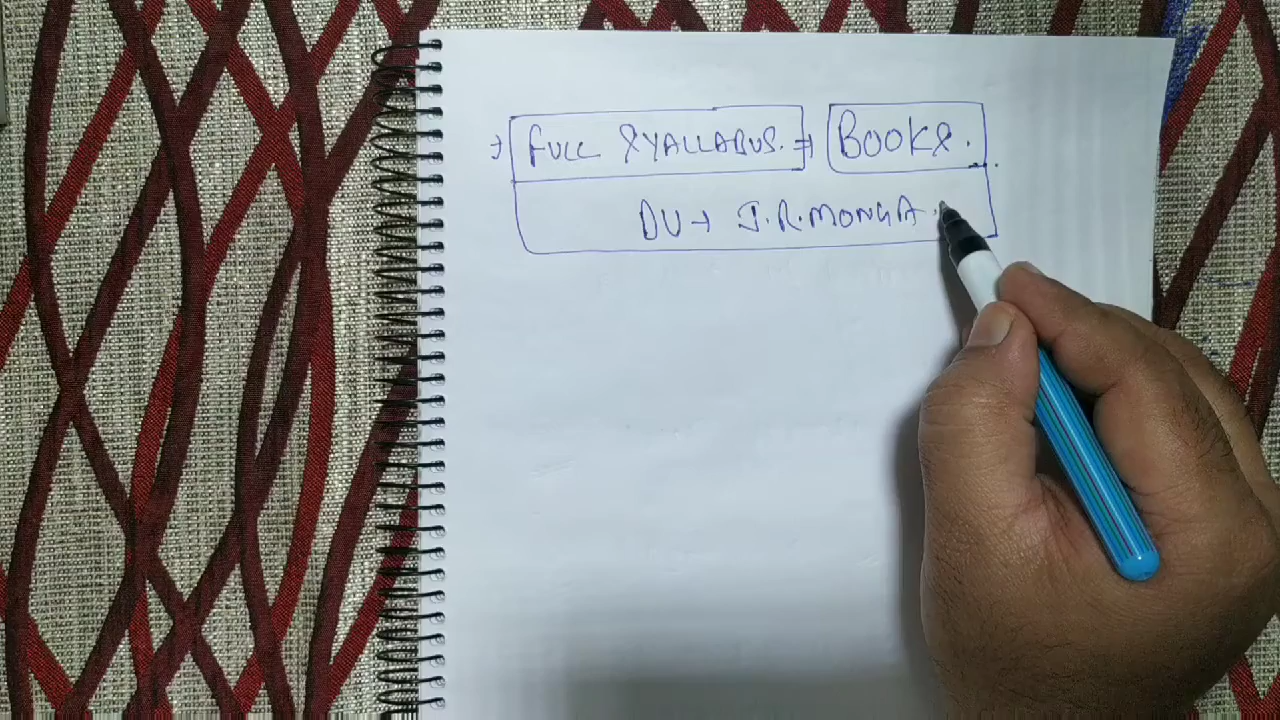 → FULL SYALLABUS. ⇒ BOOKS.
DU → J.R.MONGA.